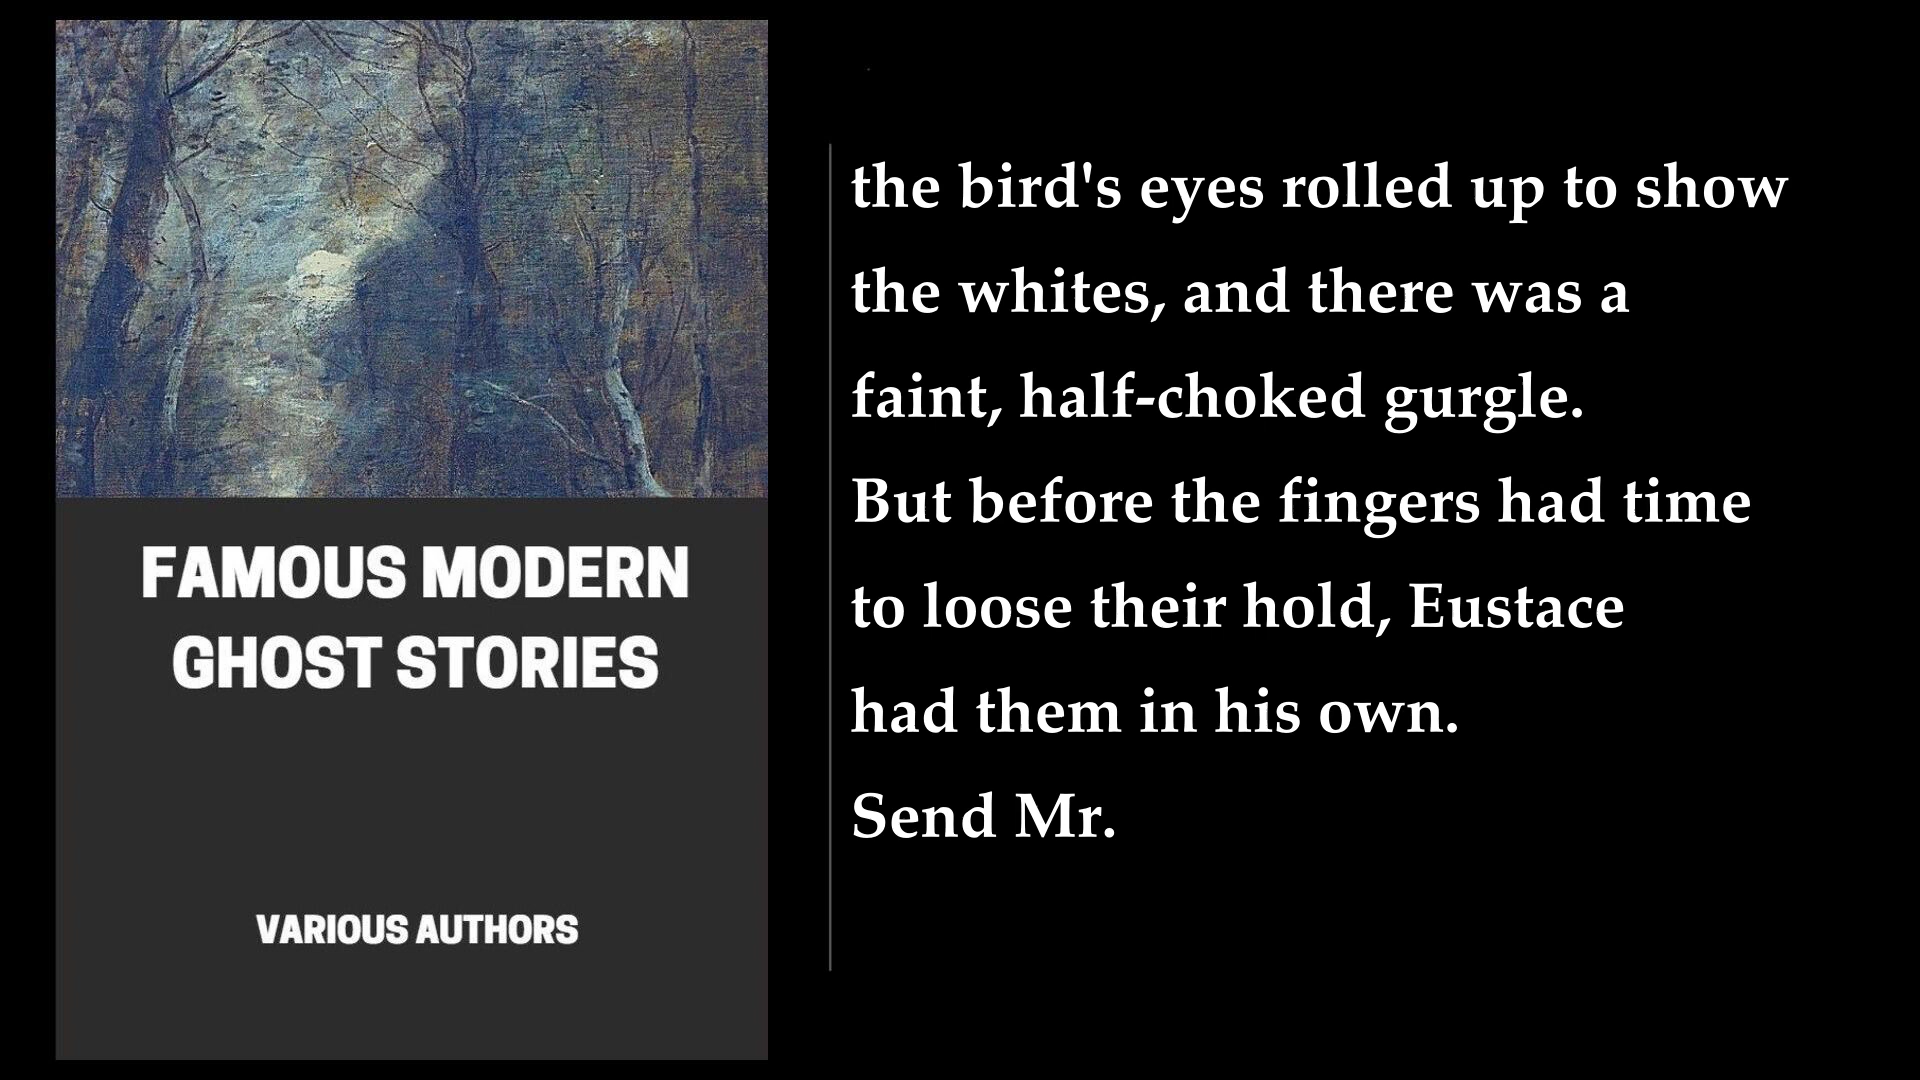 FAMOUS MODERN
GHOST STORIES
VARIOUS AUTHORS
the bird's eyes rolled up to show
the whites, and there was a
faint, half-choked gurgle.
But before the fingers had time
to loose their hold, Eustace
had them in his own.
Send Mr.